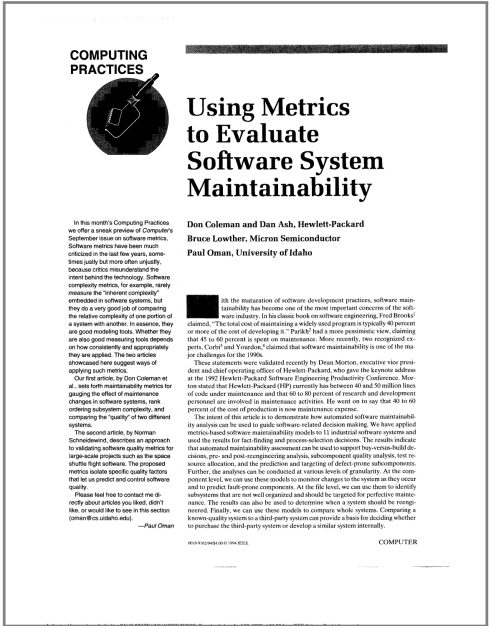 COMPUTING
PRACTICES
Using Metrics
to Evaluate
Software System
Maintainability
Don Coleman and Dan Ash, Hewlett-Packard
Bruce Lowther, Micron Semiconductor
Paul Oman, University of Idaho
In this month's Computing Practices
we offer a sneak preview of Computer's
September issue on software metrics.
Software metrics have been much
criticized in the last few years, some-
times justly but more often unjustly,
because critics misunderstand the
intent behind the technology. Software
complexity metrics, for example, rarely
measure the "inherent complexity"
embedded in software systems, but
they do a very good job of comparing
the relative complexity of one portion of
a system with another. In essence, they
are good modeling tools. Whether they
are also good measuring tools depends
on how consistently and appropriately
they are applied. The two articles
showcased here suggest ways of
applying such metrics.
Our first article, by Don Coleman et
al., sets forth maintainability metrics for
gauging the effect of maintenance
changes in software systems, rank
ordering subsystem complexity, and
comparing the "quality" of two different
systems.
The second article, by Norman
Schneidewind, describes an approach
to validating software quality metrics for
large-scale projects such as the space
shuttle flight software. The proposed
metrics isolate specific quality factors
that let us predict and control software
quality.
Please feel free to contact me di-
rectly about articles you liked, didn't
like, or would like to see in this section
(oman@cs.uidaho.edu).
—Paul Oman
ith the maturation of software development practices, software main-
tainability has become one of the most important concerns of the soft-
ware industry. In his classic book on software engineering, Fred Brooks1
claimed, "The total cost of maintaining a widely used program is typically 40 percent
or more of the cost of developing it." Parikh2 had a more pessimistic view, claiming
that 45 to 60 percent is spent on maintenance. More recently, two recognized ex-
perts, Corbi3 and Yourdon,4 claimed that software maintainability is one of the ma-
jor challenges for the 1990s.
These statements were validated recently by Dean Morton, executive vice presi-
dent and chief operating officer of Hewlett-Packard, who gave the keynote address
at the 1992 Hewlett-Packard Software Engineering Productivity Conference. Mor-
ton stated that Hewlett-Packard (HP) currently has between 40 and 50 million lines
of code under maintenance and that 60 to 80 percent of research and development
personnel are involved in maintenance activities. He went on to say that 40 to 60
percent of the cost of production is now maintenance expense.
The intent of this article is to demonstrate how automated software maintainabil-
ity analysis can be used to guide software-related decision making. We have applied
metrics-based software maintainability models to 11 industrial software systems and
used the results for fact-finding and process-selection decisions. The results indicate
that automated maintainability assessment can be used to support buy-versus-build de-
cisions, pre- and post-reengineering analysis, subcomponent quality analysis, test re-
source allocation, and the prediction and targeting of defect-prone subcomponents.
Further, the analyses can be conducted at various levels of granularity. At the com-
ponent level, we can use these models to monitor changes to the system as they occur
and to predict fault-prone components. At the file level, we can use them to identify
subsystems that are not well organized and should be targeted for perfective mainte-
nance. The results can also be used to determine when a system should be reengi-
neered. Finally, we can use these models to compare whole systems. Comparing a
known-quality system to a third-party system can provide a basis for deciding whether
to purchase the third-party system or develop a similar system internally.
0018-9162/94/$4.00 © 1994 IEEE
COMPUTER